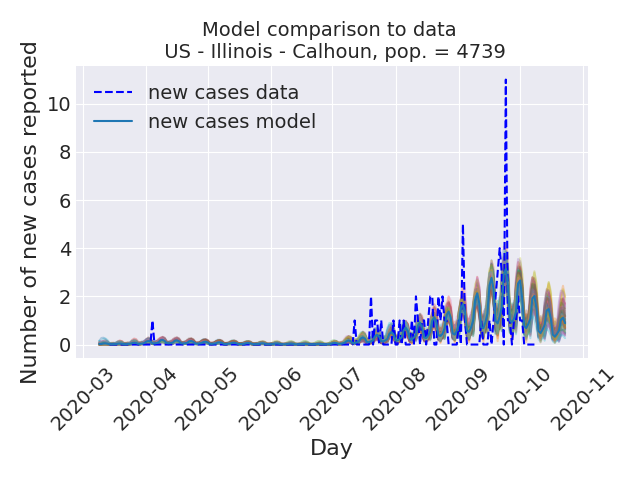 Model comparison to data
US - Illinois - Calhoun, pop. = 4739
Number of new cases reported
10
8
6
4
2
0
new cases data
new cases model
2020-03
2020-04
2020-05
2020-06
2020-07
2020-08
2020-09
2020-10
2020-11
Day